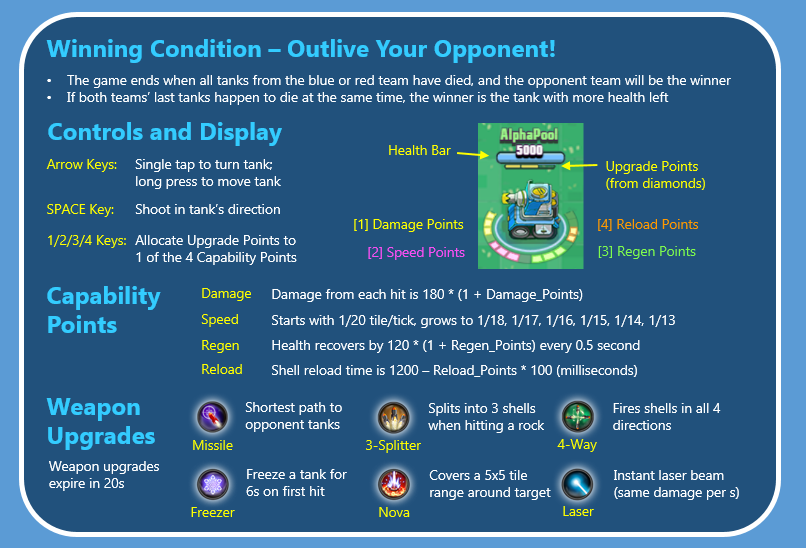 Winning Condition – Outlive Your Opponent!
• The game ends when all tanks from the blue or red team have died, and the opponent team will be the winner
• If both teams' last tanks happen to die at the same time, the winner is the tank with more health left
Controls and Display
Arrow Keys: Single tap to turn tank;
long press to move tank
SPACE Key: Shoot in tank's direction
1/2/3/4 Keys: Allocate Upgrade Points to
1 of the 4 Capability Points
AlphaPool
5000
Health Bar
Upgrade Points
(from diamonds)
[1] Damage Points
[4] Reload Points
[2] Speed Points
[3] Regen Points
Capability
Points
Damage Damage from each hit is 180 * (1 + Damage_Points)
Speed Starts with 1/20 tile/tick, grows to 1/18, 1/17, 1/16, 1/15, 1/14, 1/13
Regen Health recovers by 120 * (1 + Regen_Points) every 0.5 second
Reload Shell reload time is 1200 – Reload_Points * 100 (milliseconds)
Weapon
Upgrades
Weapon upgrades
expire in 20s
Missile
Shortest path to
opponent tanks
3-Splitter
Splits into 3 shells
when hitting a rock
4-Way
Fires shells in all 4
directions
Freezer
Freeze a tank for
6s on first hit
Nova
Covers a 5x5 tile
range around target
Laser
Instant laser beam
(same damage per s)